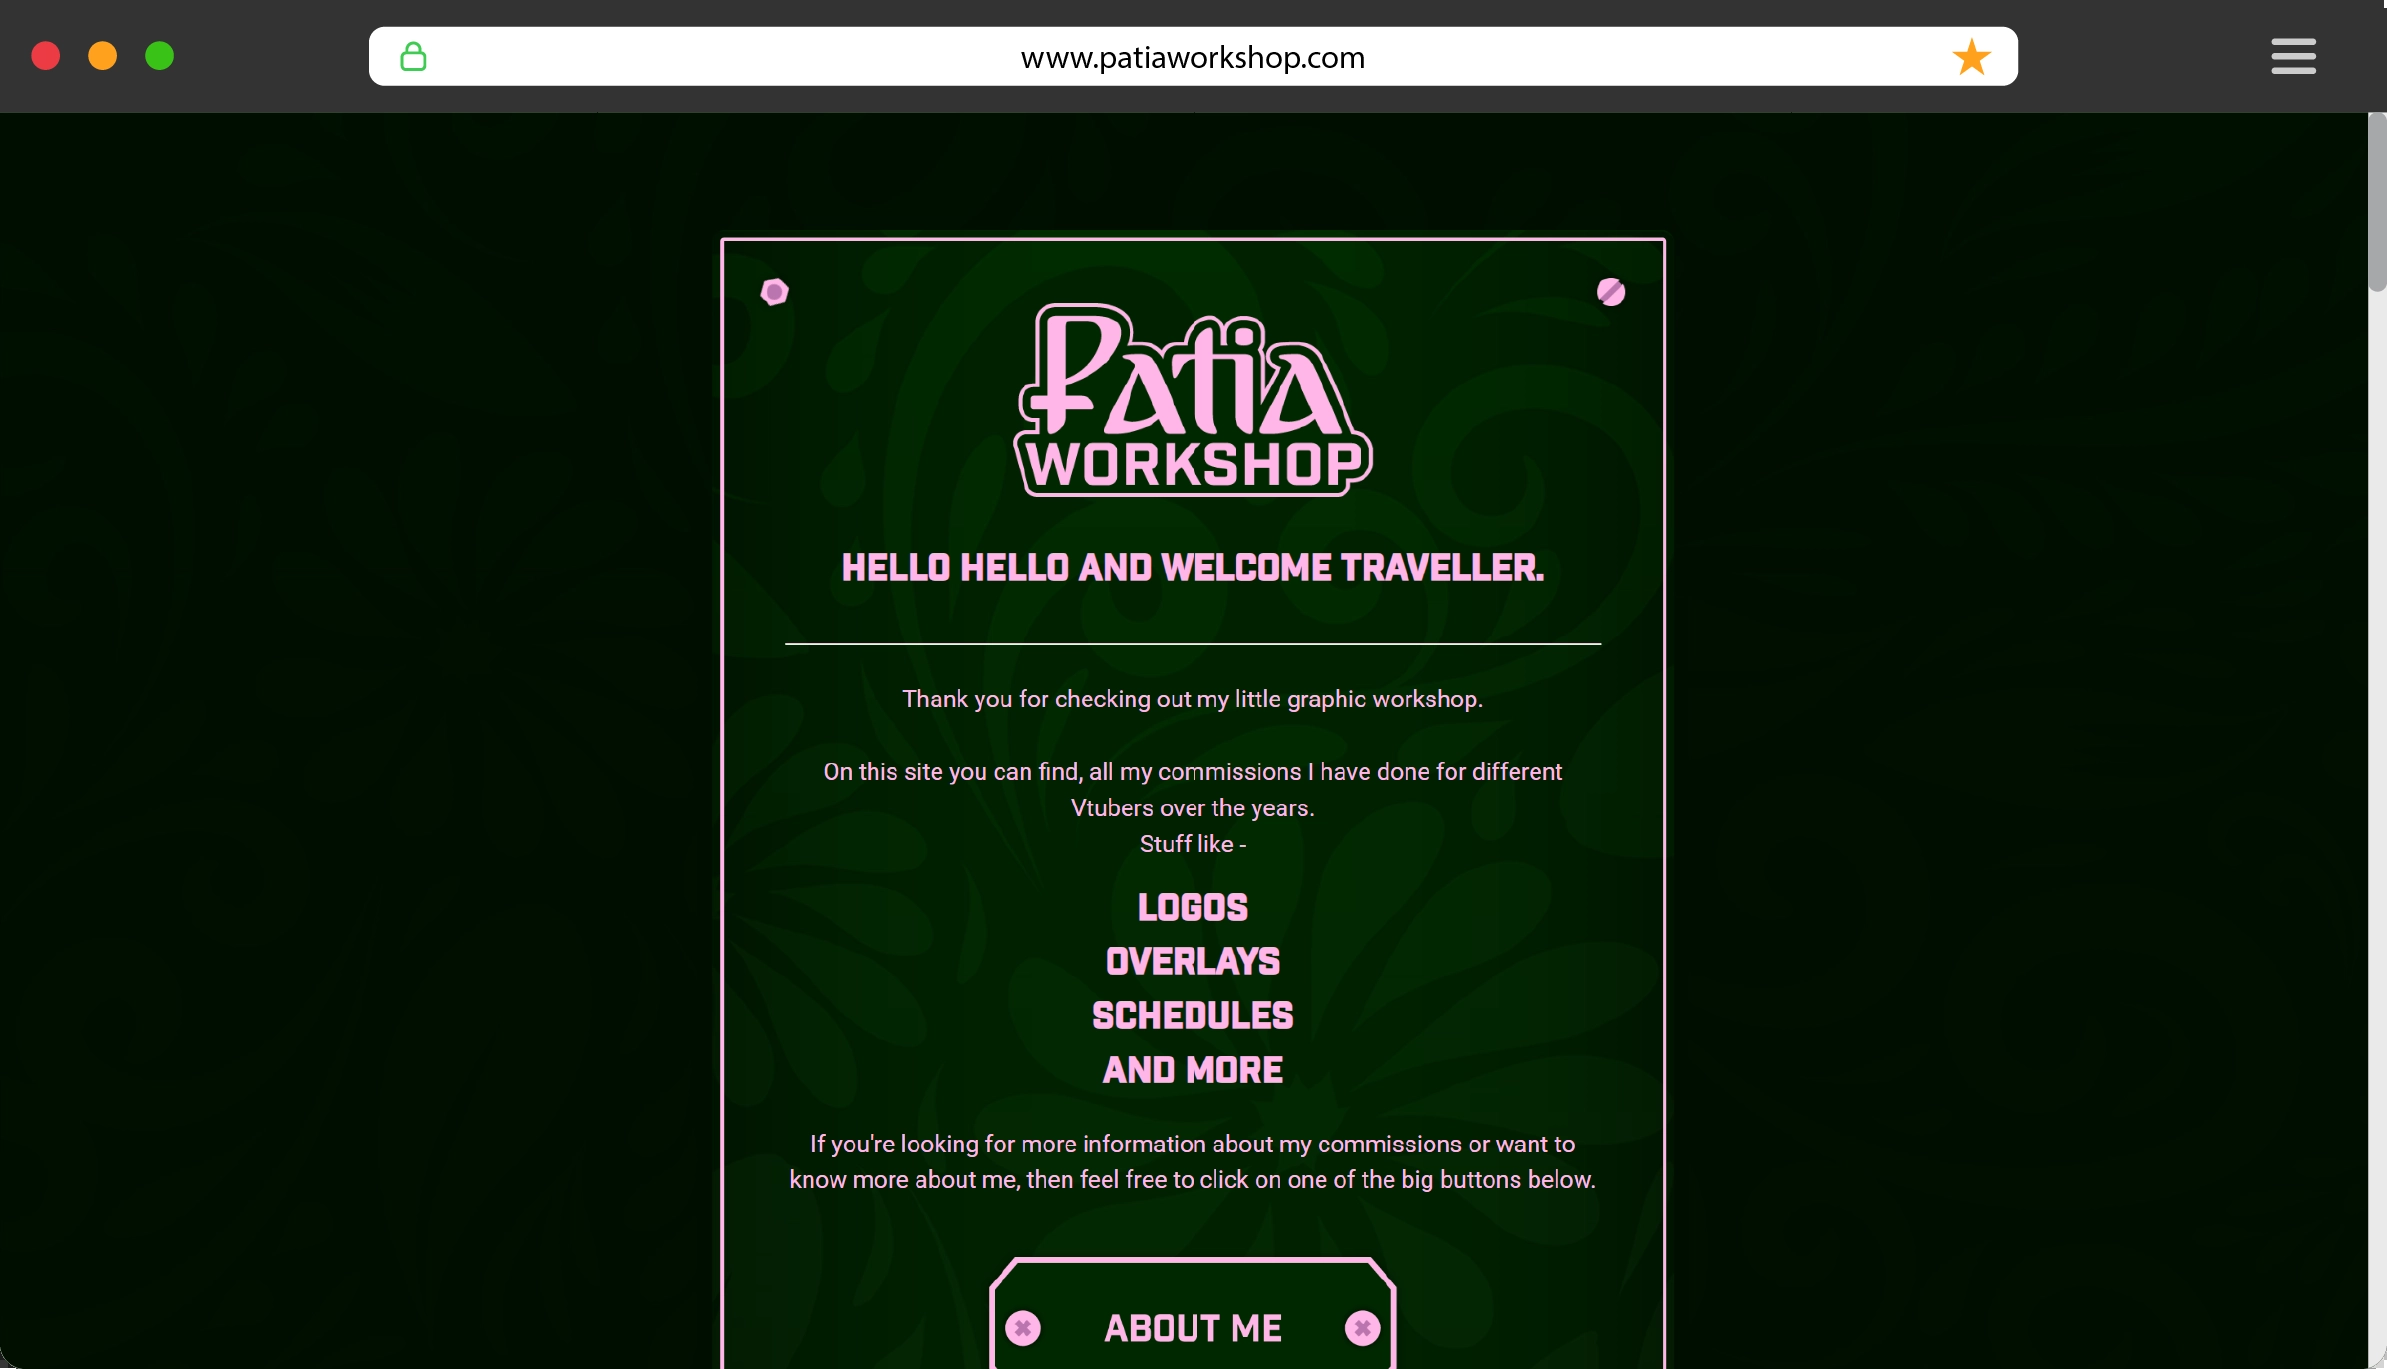 www.patiaworkshop.com
Patia
WORKSHOP
HELLO HELLO AND WELCOME TRAVELLER.
Thank you for checking out my little graphic workshop.
On this site you can find, all my commissions I have done for different
Vtubers over the years.
Stuff like -
LOGOS
OVERLAYS
SCHEDULES
AND MORE
If you're looking for more information about my commissions or want to
know more about me, then feel free to click on one of the big buttons below.
ABOUT ME